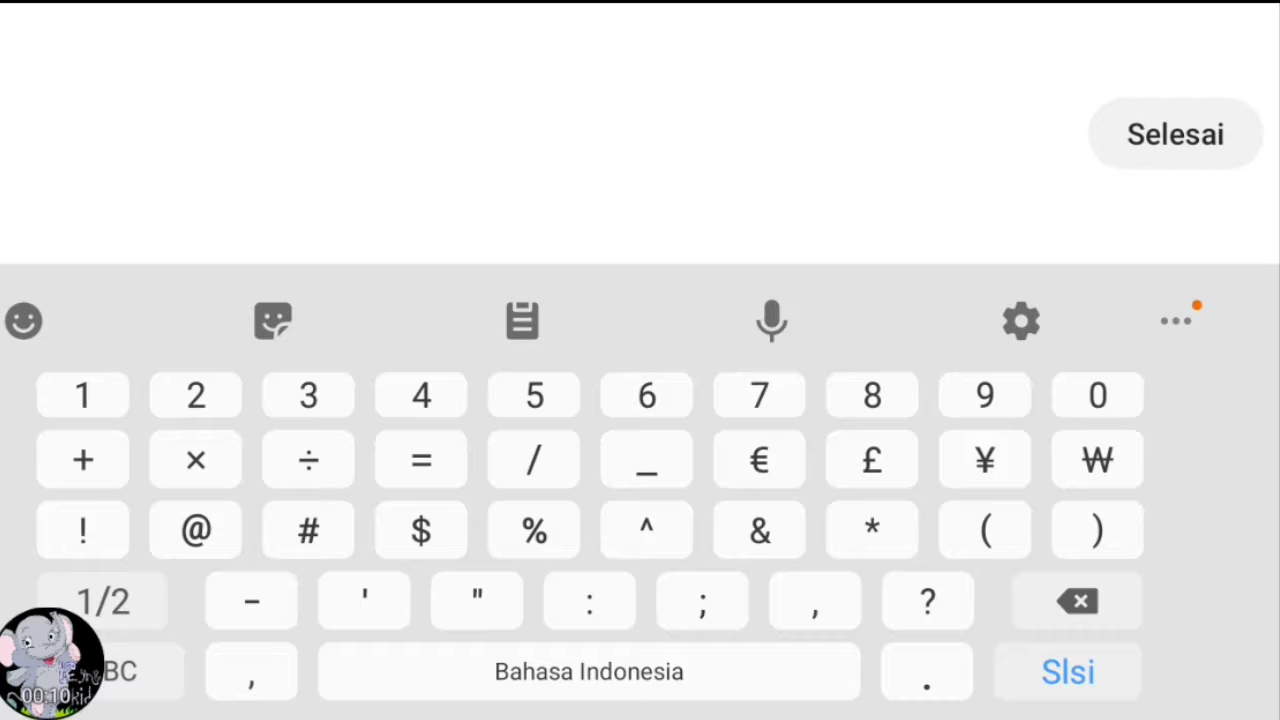 Selesai
1 2 3 4 5 6 7 8 9 0
+ × ÷ = / _ € £ ¥ ₩
! @ # $ % ^ & * ( )
1/2 - ' " : ; , ?
BC , Bahasa Indonesia . Slsi
00:10